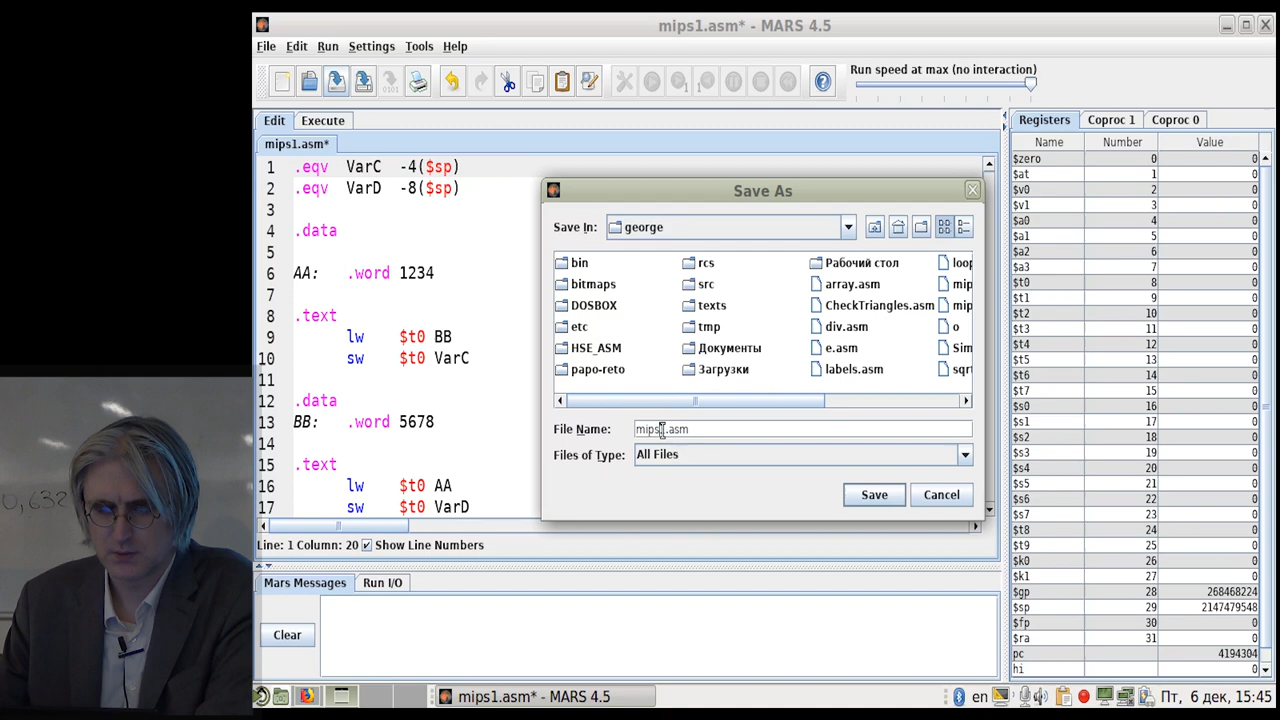 mips1.asm* - MARS 4.5
File Edit Run Settings Tools Help
Run speed at max (no interaction)
Edit Execute
mips1.asm*
1 .eqv VarC -4($sp)
2 .eqv VarD -8($sp)
3
4 .data
5
6 AA: .word 1234
7
8 .text
9 lw $t0 BB
10 sw $t0 VarC
11
12 .data
13 BB: .word 5678
14
15 .text
16 lw $t0 AA
17 sw $t0 VarD
Line: 1 Column: 20 Show Line Numbers
Save As
Save In: george
bin rcs Рабочий стол loop
bitmaps src array.asm mip
DOSBOX texts CheckTriangles.asm mip
etc tmp div.asm o
HSE_ASM Документы e.asm Sim
papo-reto Загрузки labels.asm sqrt
File Name: mips1.asm
Files of Type: All Files
Save Cancel
Mars Messages Run I/O
Clear
Registers Coproc 1 Coproc 0
Name Number Value
$zero 0 0
$at 1 0
$v0 2 0
$v1 3 0
$a0 4 0
$a1 5 0
$a2 6 0
$a3 7 0
$t0 8 0
$t1 9 0
$t2 10 0
$t3 11 0
$t4 12 0
$t5 13 0
$t6 14 0
$t7 15 0
$s0 16 0
$s1 17 0
$s2 18 0
$s3 19 0
$s4 20 0
$s5 21 0
$s6 22 0
$s7 23 0
$t8 24 0
$t9 25 0
$k0 26 0
$k1 27 0
$gp 28 268468224
$sp 29 2147479548
$fp 30 0
$ra 31 0
pc 4194304
hi 0
mips1.asm* - MARS 4.5
en Пт, 6 дек, 15:45
0,632